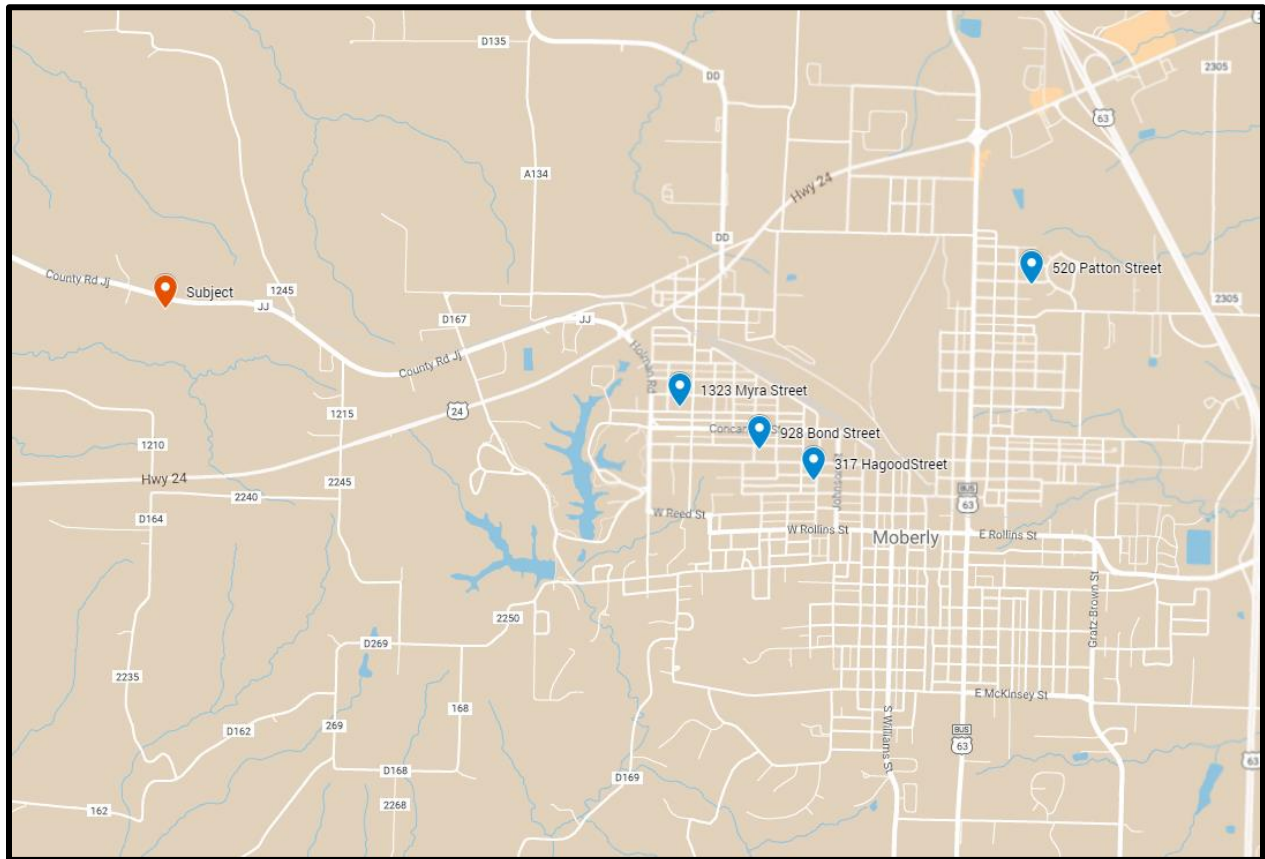 D135
DD
2305
63
A134
Hwy 24
DD
520 Patton Street
County Rd Jj
Subject
1245
JJ
2305
D167
JJ
Holman Rd
County Rd Jj
1323 Myra Street
24
1215
928 Bond Street
1210
317 HagoodStreet
Hwy 24
2245
2240
BUS
63
D164
W Reed St
W Rollins St
Moberly
E Rollins St
2250
D269
Gratz Brown St
2235
168
E McKinsey St
269
D162
S Williams St
BUS
63
63
D168
D169
162
2268